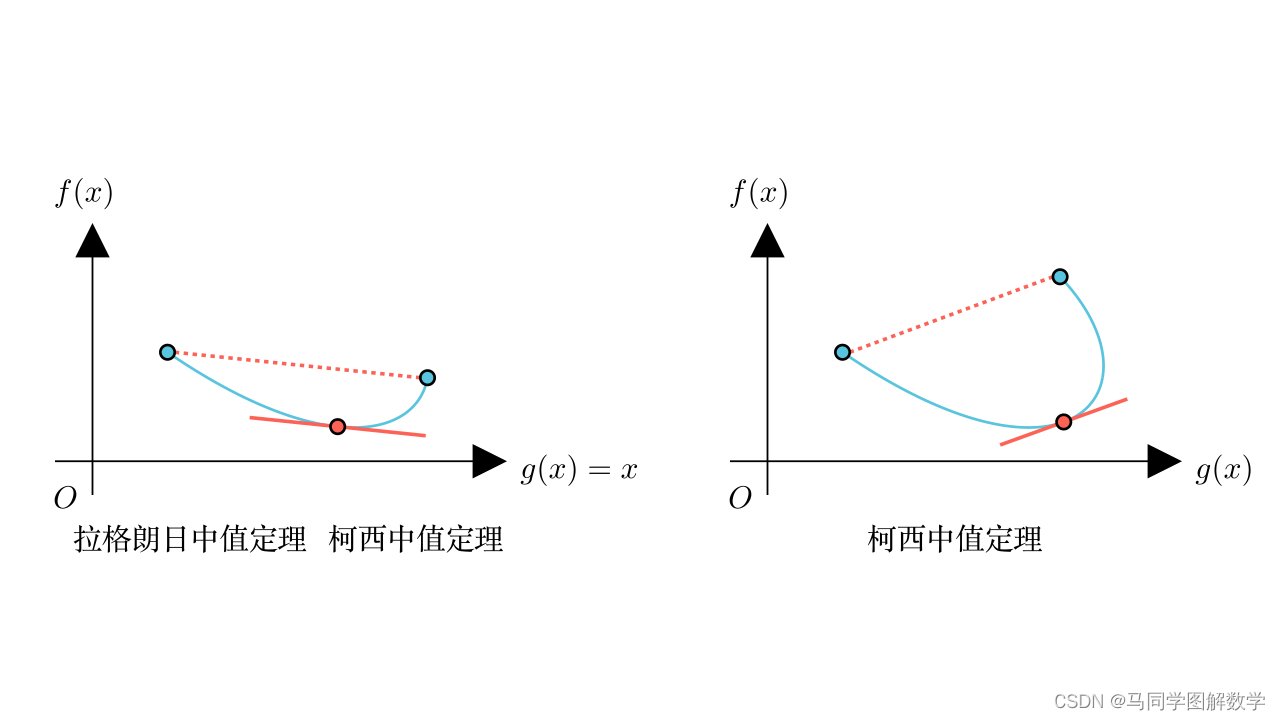 f(x)
f(x)
g(x) = x
g(x)
O
O
拉格朗日中值定理 柯西中值定理
柯西中值定理
CSDN @马同学图解数学